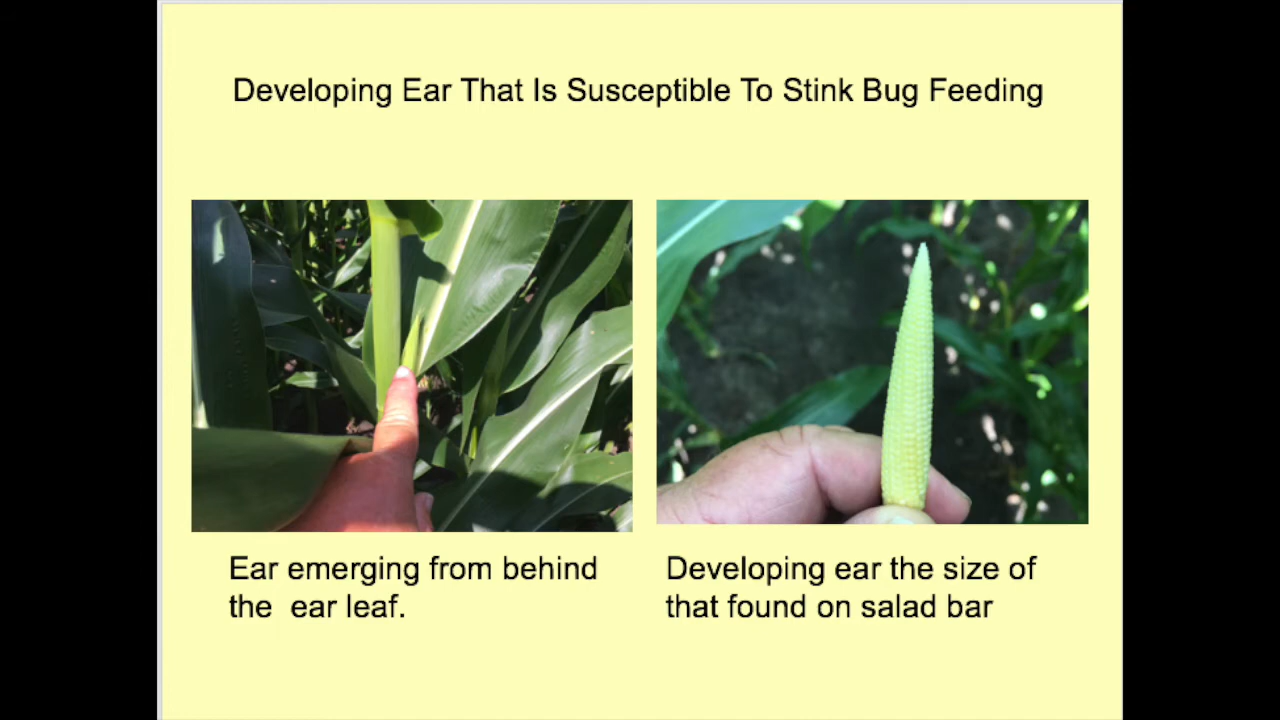 Developing Ear That Is Susceptible To Stink Bug Feeding
Ear emerging from behind
the  ear leaf.
Developing ear the size of
that found on salad bar